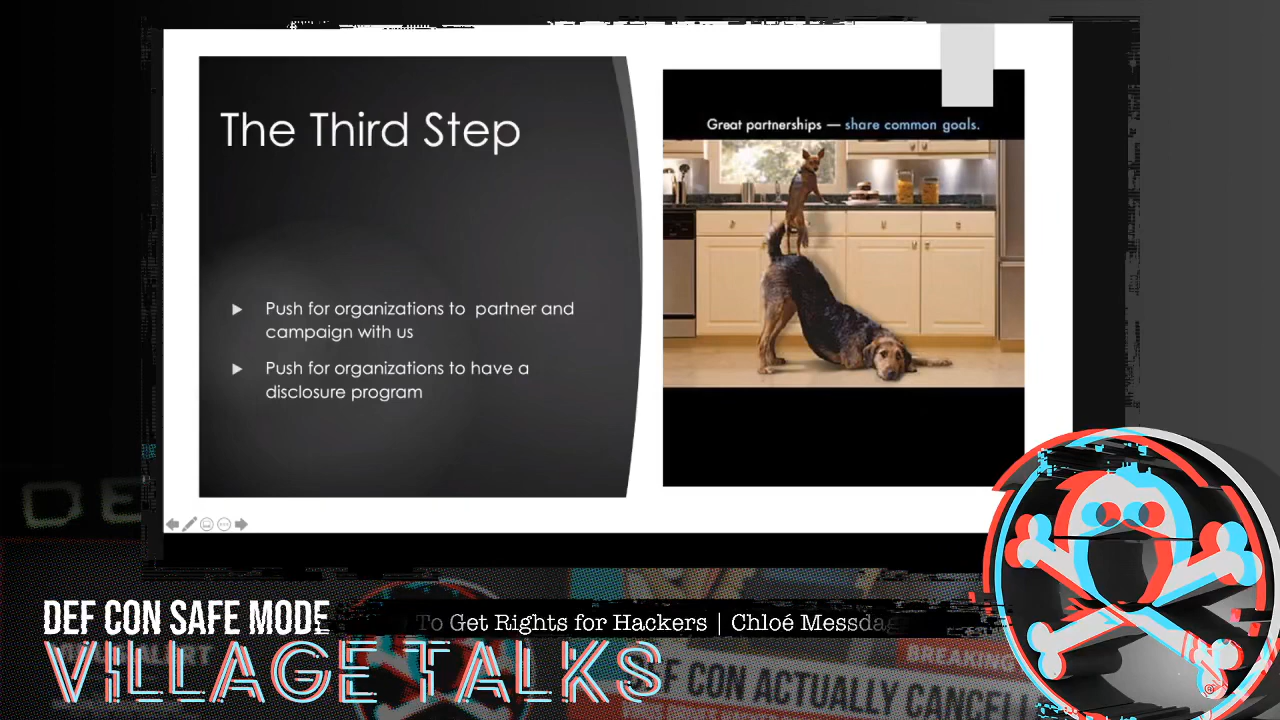 The Third Step
Push for organizations to partner and
campaign with us
Push for organizations to have a
disclosure program
Great partnerships — share common goals.
DEF CON SAFE MODE
VILLAGE TALKS
To Get Rights for Hackers | Chloé Messdag
BREAKING
DEF CON ACTUALLY CANCELL